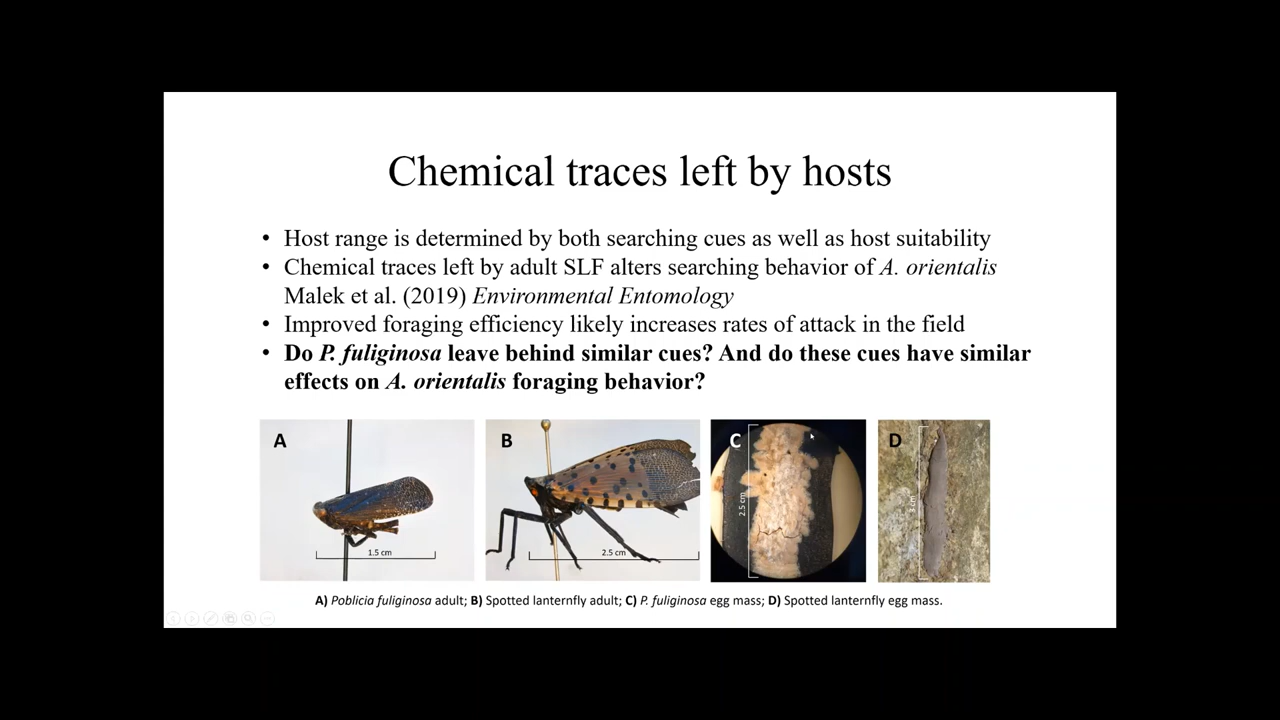 Chemical traces left by hosts
• Host range is determined by both searching cues as well as host suitability
• Chemical traces left by adult SLF alters searching behavior of A. orientalis
Malek et al. (2019) Environmental Entomology
• Improved foraging efficiency likely increases rates of attack in the field
• Do P. fuliginosa leave behind similar cues? And do these cues have similar
effects on A. orientalis foraging behavior?
A
1.5 cm
B
2.5 cm
C
2.5 cm
D
3 cm
A) Poblicia fuliginosa adult; B) Spotted lanternfly adult; C) P. fuliginosa egg mass; D) Spotted lanternfly egg mass.